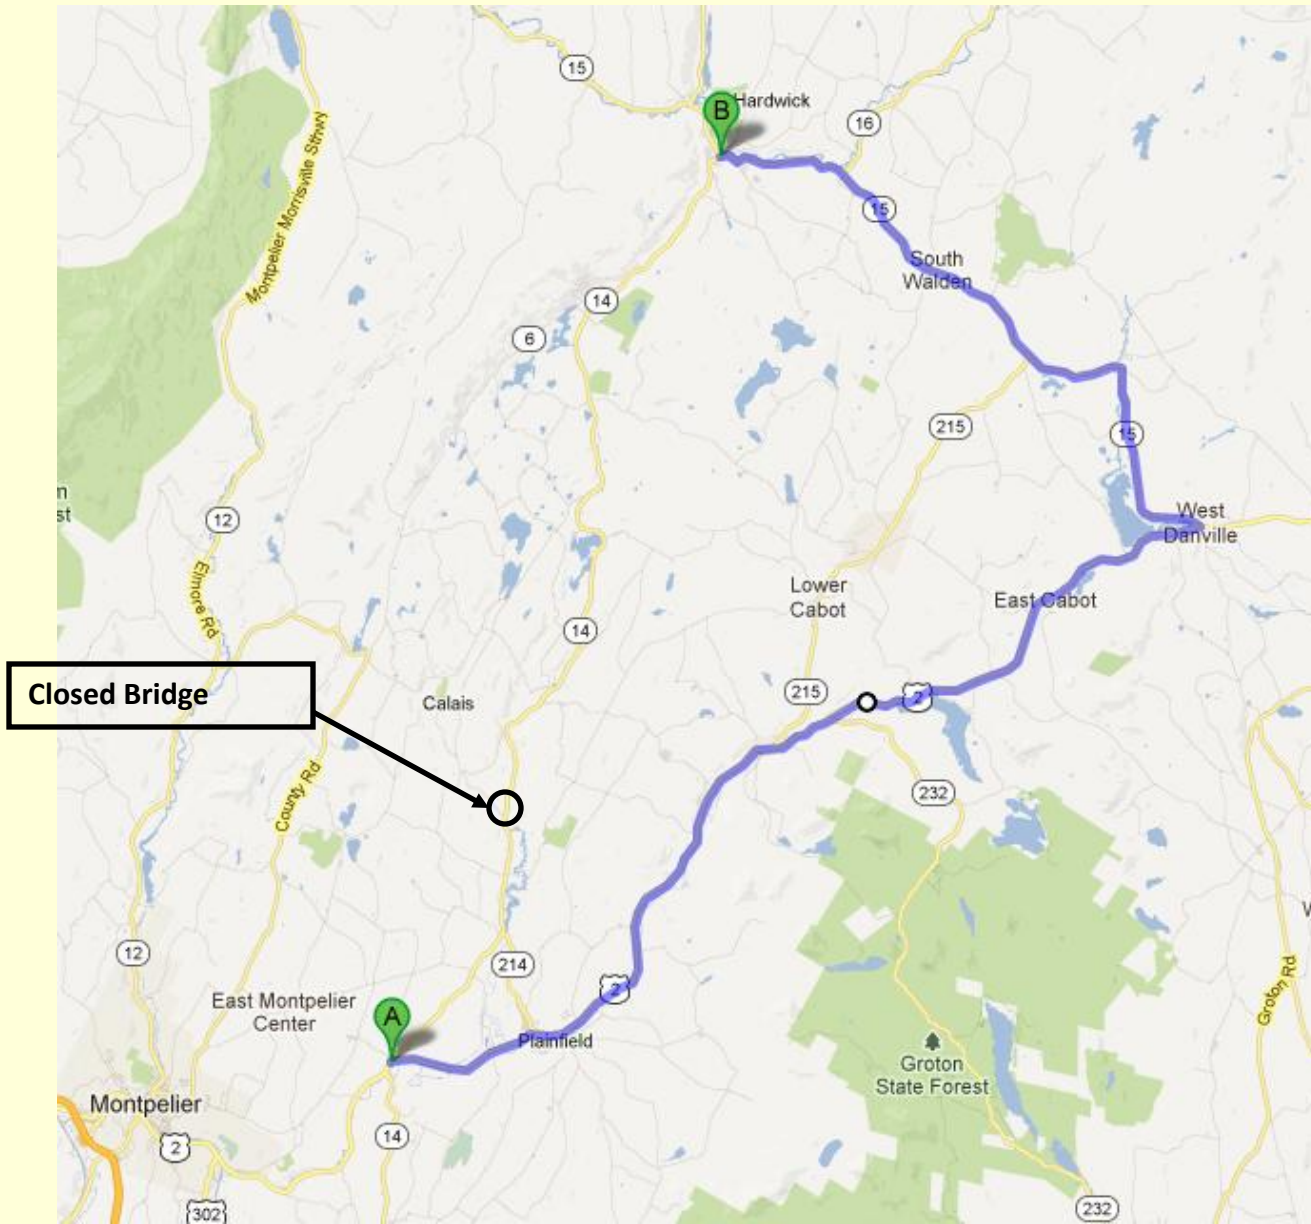 15
B
Hardwick
16
Montpelier Morrisville Sthwy
15
South
Walden
14
6
215
15
n
st
12
West
Danville
Elmore Rd
Lower
Cabot
East Cabot
14
Closed Bridge
Calais
215
2
County Rd
232
12
214
East Montpelier
Center
2
Groton Rd
A
Plainfield
Groton
State Forest
Montpelier
2
14
302
232